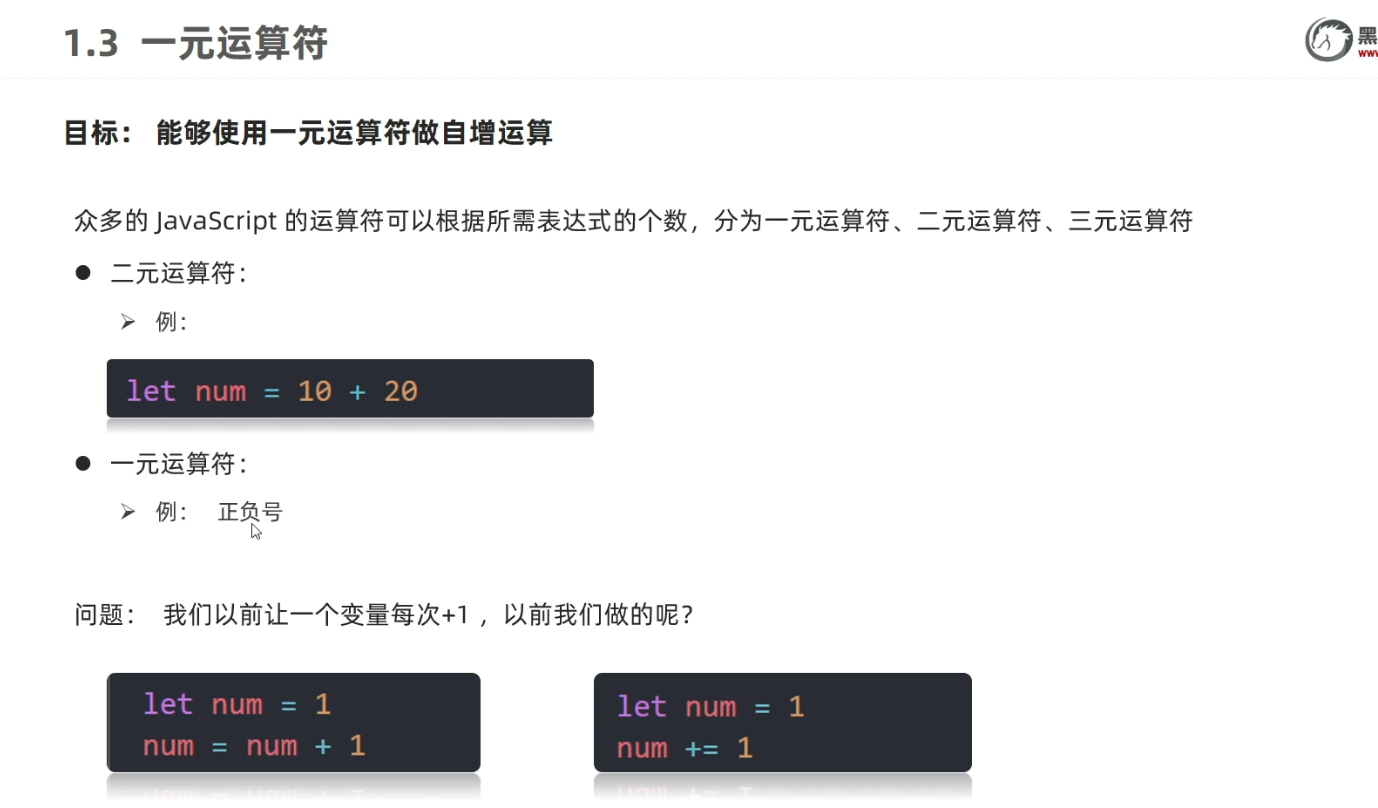 1.3 一元运算符
黑
www
目标： 能够使用一元运算符做自增运算
众多的 JavaScript 的运算符可以根据所需表达式的个数，分为一元运算符、二元运算符、三元运算符
二元运算符：
例：
let num = 10 + 20
一元运算符：
例： 正负号
问题： 我们以前让一个变量每次+1 ，以前我们做的呢？
let num = 1
num = num + 1
let num = 1
num += 1